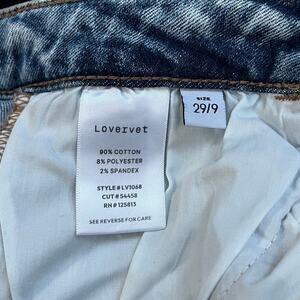 Lovervet
90% COTTON
8% POLYESTER
2% SPANDEX
STYLE# LV1068
CUT # 54458
RN # 125813
SEE REVERSE FOR CARE
SIZE
29/9